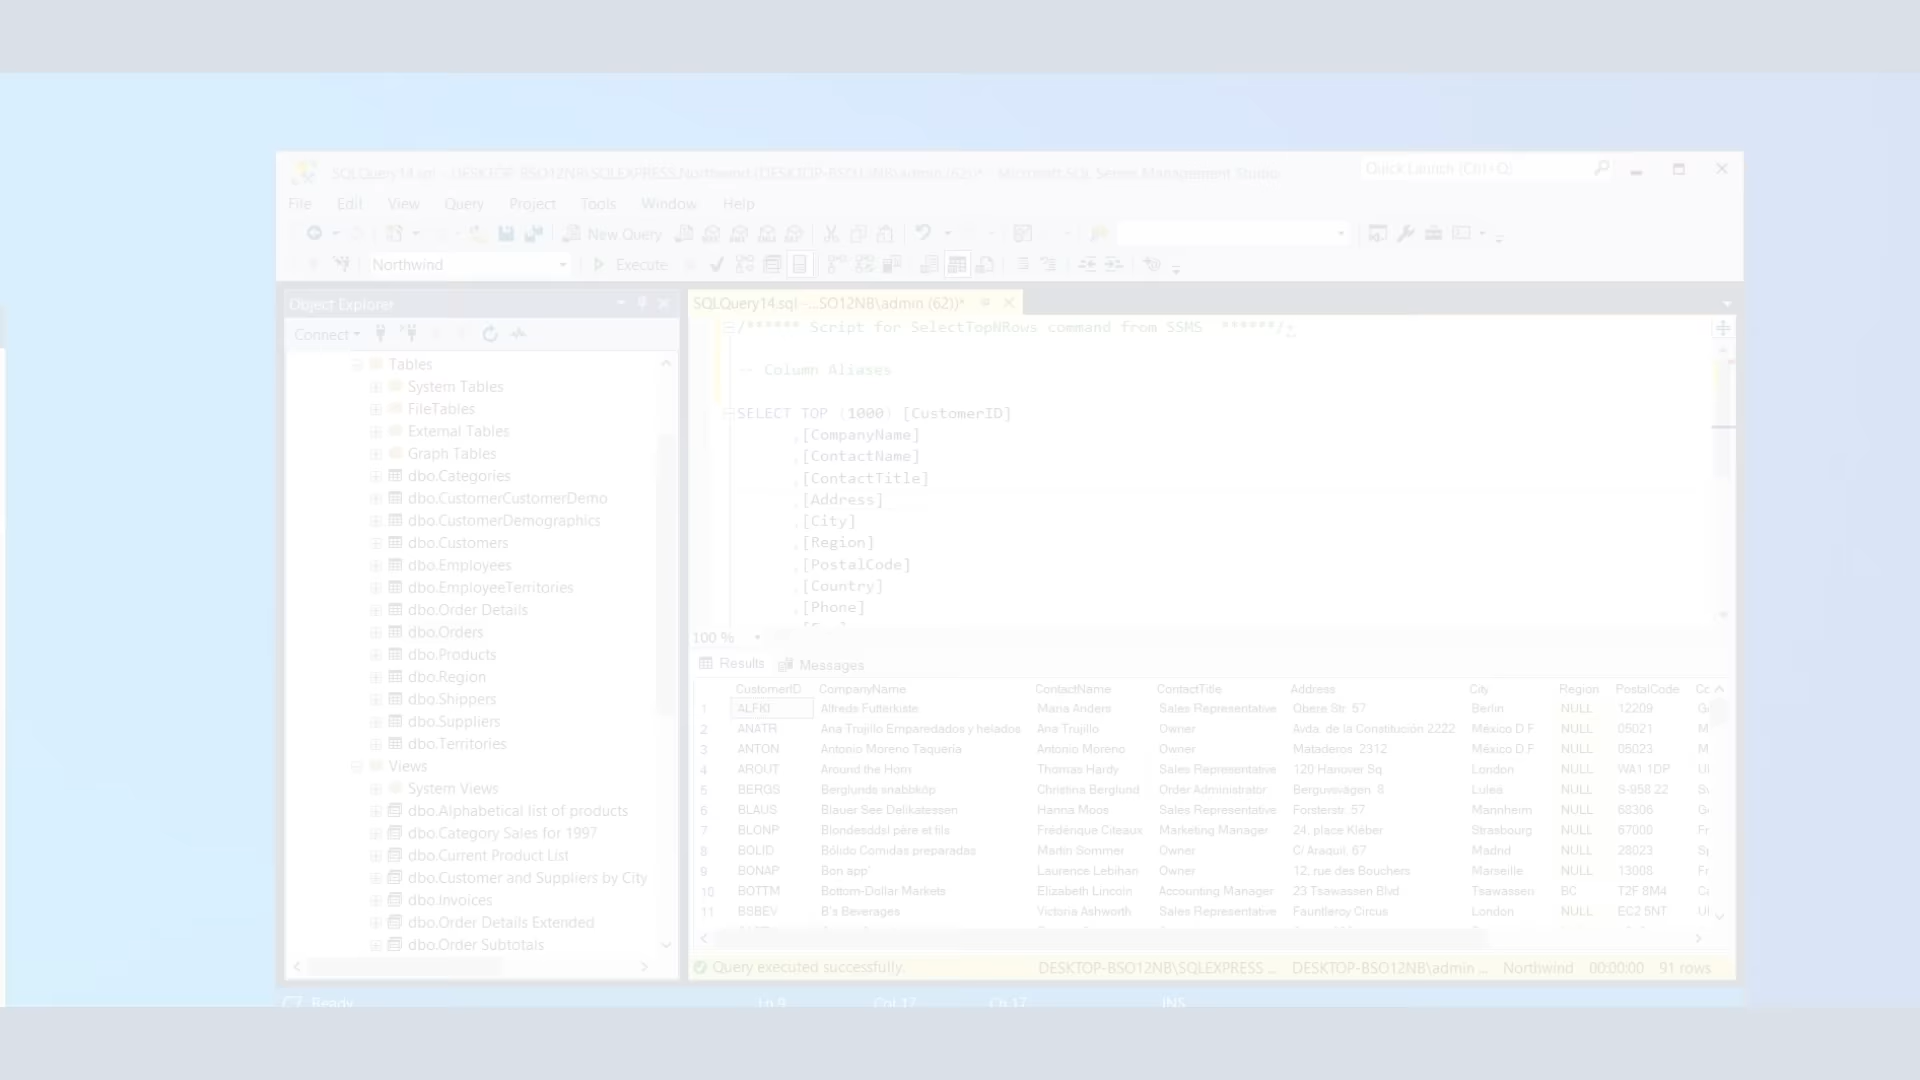 SQLQuery14.sql - DESKTOP-BSO12NB\SQLEXPRESS.Northwind (DESKTOP-BSO12NB\admin (62))* - Microsoft SQL Server Management Studio
Quick Launch (Ctrl+Q)
File Edit View Query Project Tools Window Help
New Query
Northwind Execute
Object Explorer
Connect
Tables
System Tables
FileTables
External Tables
Graph Tables
dbo.Categories
dbo.CustomerCustomerDemo
dbo.CustomerDemographics
dbo.Customers
dbo.Employees
dbo.EmployeeTerritories
dbo.Order Details
dbo.Orders
dbo.Products
dbo.Region
dbo.Shippers
dbo.Suppliers
dbo.Territories
Views
System Views
dbo.Alphabetical list of products
dbo.Category Sales for 1997
dbo.Current Product List
dbo.Customer and Suppliers by City
dbo.Invoices
dbo.Order Details Extended
dbo.Order Subtotals
SQLQuery14.sql -...SO12NB\admin (62))*
/****** Script for SelectTopNRows command from SSMS ******/
-- Column Aliases
SELECT TOP (1000) [CustomerID]
,[CompanyName]
,[ContactName]
,[ContactTitle]
,[Address]
,[City]
,[Region]
,[PostalCode]
,[Country]
,[Phone]
100 %
Results Messages
CustomerID CompanyName ContactName ContactTitle Address City Region PostalCode
1 ALFKI Alfreds Futterkiste Maria Anders Sales Representative Obere Str. 57 Berlin NULL 12209
2 ANATR Ana Trujillo Emparedados y helados Ana Trujillo Owner Avda. de la Constitución 2222 México D.F. NULL 05021
3 ANTON Antonio Moreno Taquería Antonio Moreno Owner Mataderos 2312 México D.F. NULL 05023
4 AROUT Around the Horn Thomas Hardy Sales Representative 120 Hanover Sq. London NULL WA1 1DP
5 BERGS Berglunds snabbköp Christina Berglund Order Administrator Berguvsvägen 8 Luleå NULL S-958 22
6 BLAUS Blauer See Delikatessen Hanna Moos Sales Representative Forsterstr. 57 Mannheim NULL 68306
7 BLONP Blondesddsl père et fils Frédérique Citeaux Marketing Manager 24, place Kléber Strasbourg NULL 67000
8 BOLID Bólido Comidas preparadas Martín Sommer Owner C/ Araquil, 67 Madrid NULL 28023
9 BONAP Bon app' Laurence Lebihan Owner 12, rue des Bouchers Marseille NULL 13008
10 BOTTM Bottom-Dollar Markets Elizabeth Lincoln Accounting Manager 23 Tsawassen Blvd. Tsawassen BC T2F 8M4
11 BSBEV B's Beverages Victoria Ashworth Sales Representative Fauntleroy Circus London NULL EC2 5NT
Query executed successfully. DESKTOP-BSO12NB\SQLEXPRESS ... DESKTOP-BSO12NB\admin ... Northwind 00:00:00 91 rows
Ready Ln 9 Col 17 Ch 17 INS